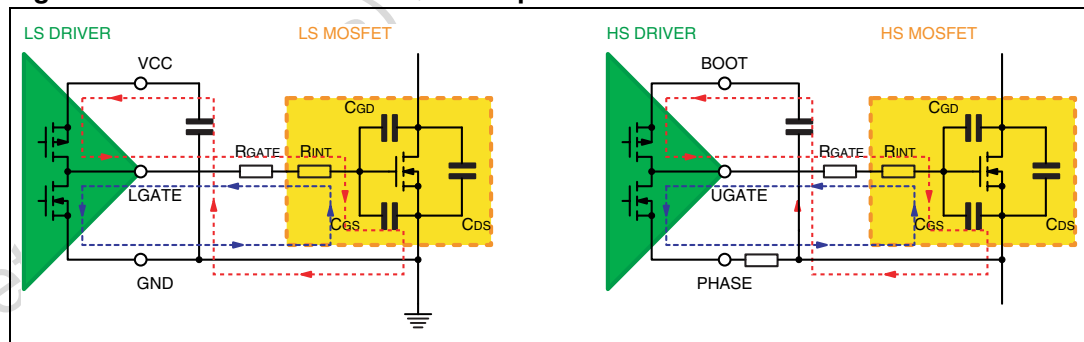 LS DRIVER
LS MOSFET
VCC
CGD
RGATE
RINT
LGATE
CGS
CDS
GND
HS DRIVER
HS MOSFET
BOOT
CGD
RGATE
RINT
UGATE
CGS
CDS
PHASE